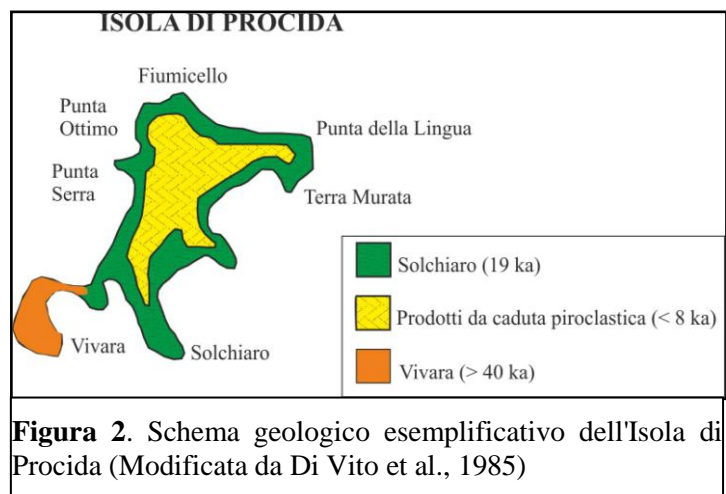 ISOLA DI PROCIDA
Fiumicello
Punta
Ottimo
Punta della Lingua
Punta
Serra
Terra Murata
Solchiaro (19 ka)
Prodotti da caduta piroclastica (< 8 ka)
Vivara (> 40 ka)
Vivara
Solchiaro
Figura 2. Schema geologico esemplificativo dell'Isola di
Procida (Modificata da Di Vito et al., 1985)